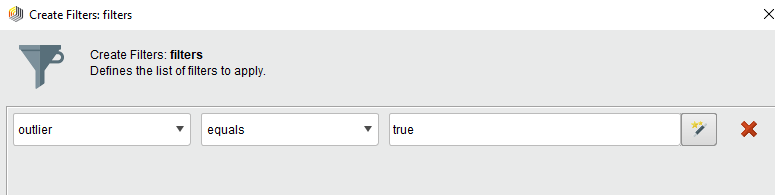 Create Filters: filters
Create Filters: filters
Defines the list of filters to apply.
outlier equals true